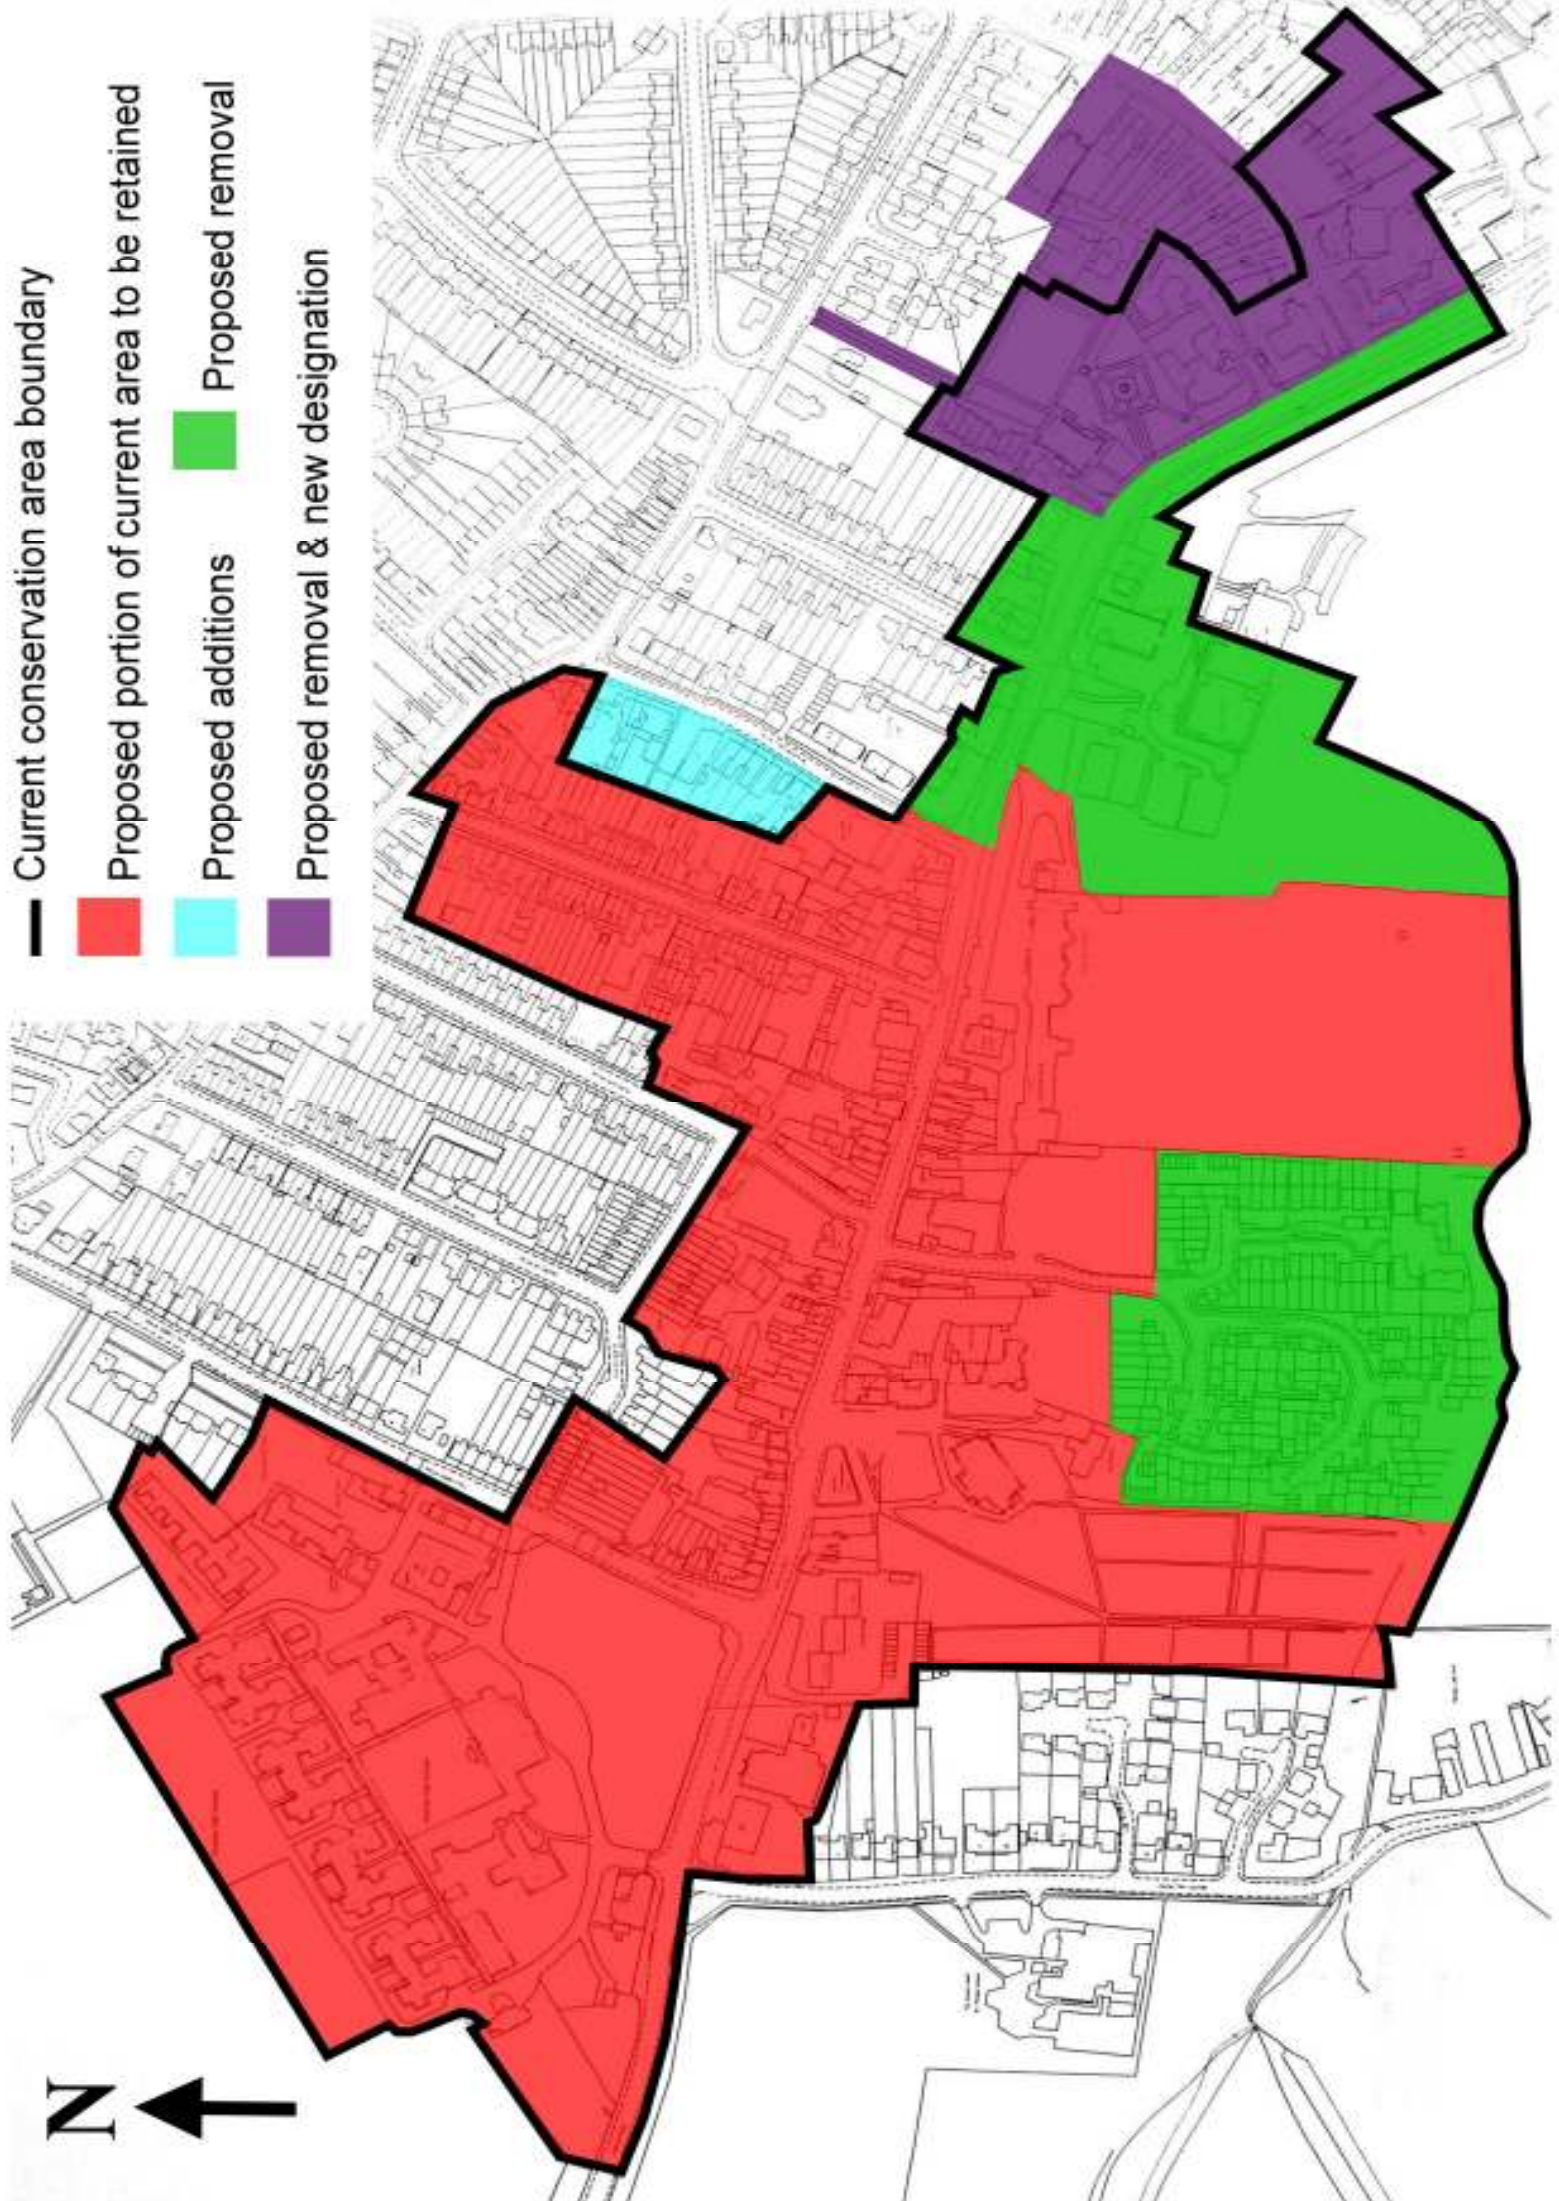 Current conservation area boundary
Proposed portion of current area to be retained
Proposed additions Proposed removal
Proposed removal & new designation
N